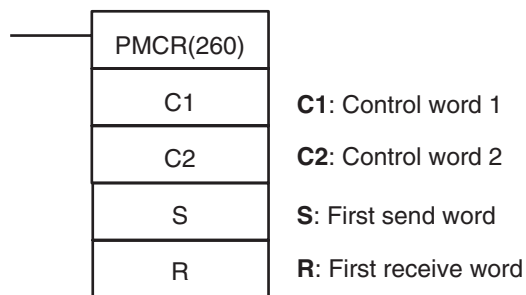 PMCR(260)
C1 C1: Control word 1
C2 C2: Control word 2
S S: First send word
R R: First receive word